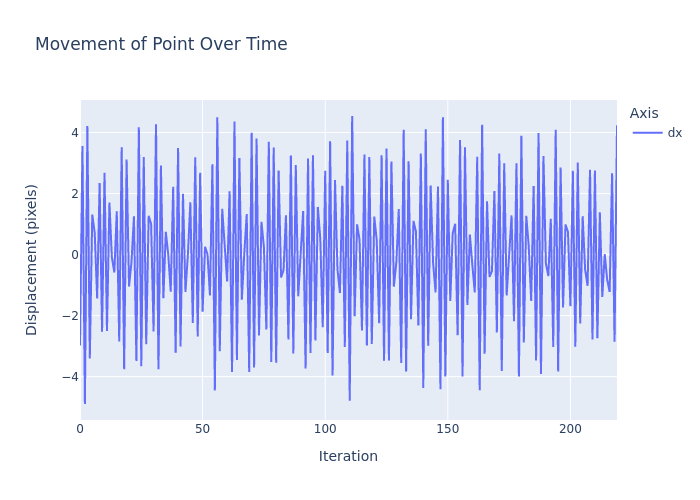 Movement of Point Over Time
Axis
dx
4
2
0
−2
−4
Displacement (pixels)
0 50 100 150 200
Iteration